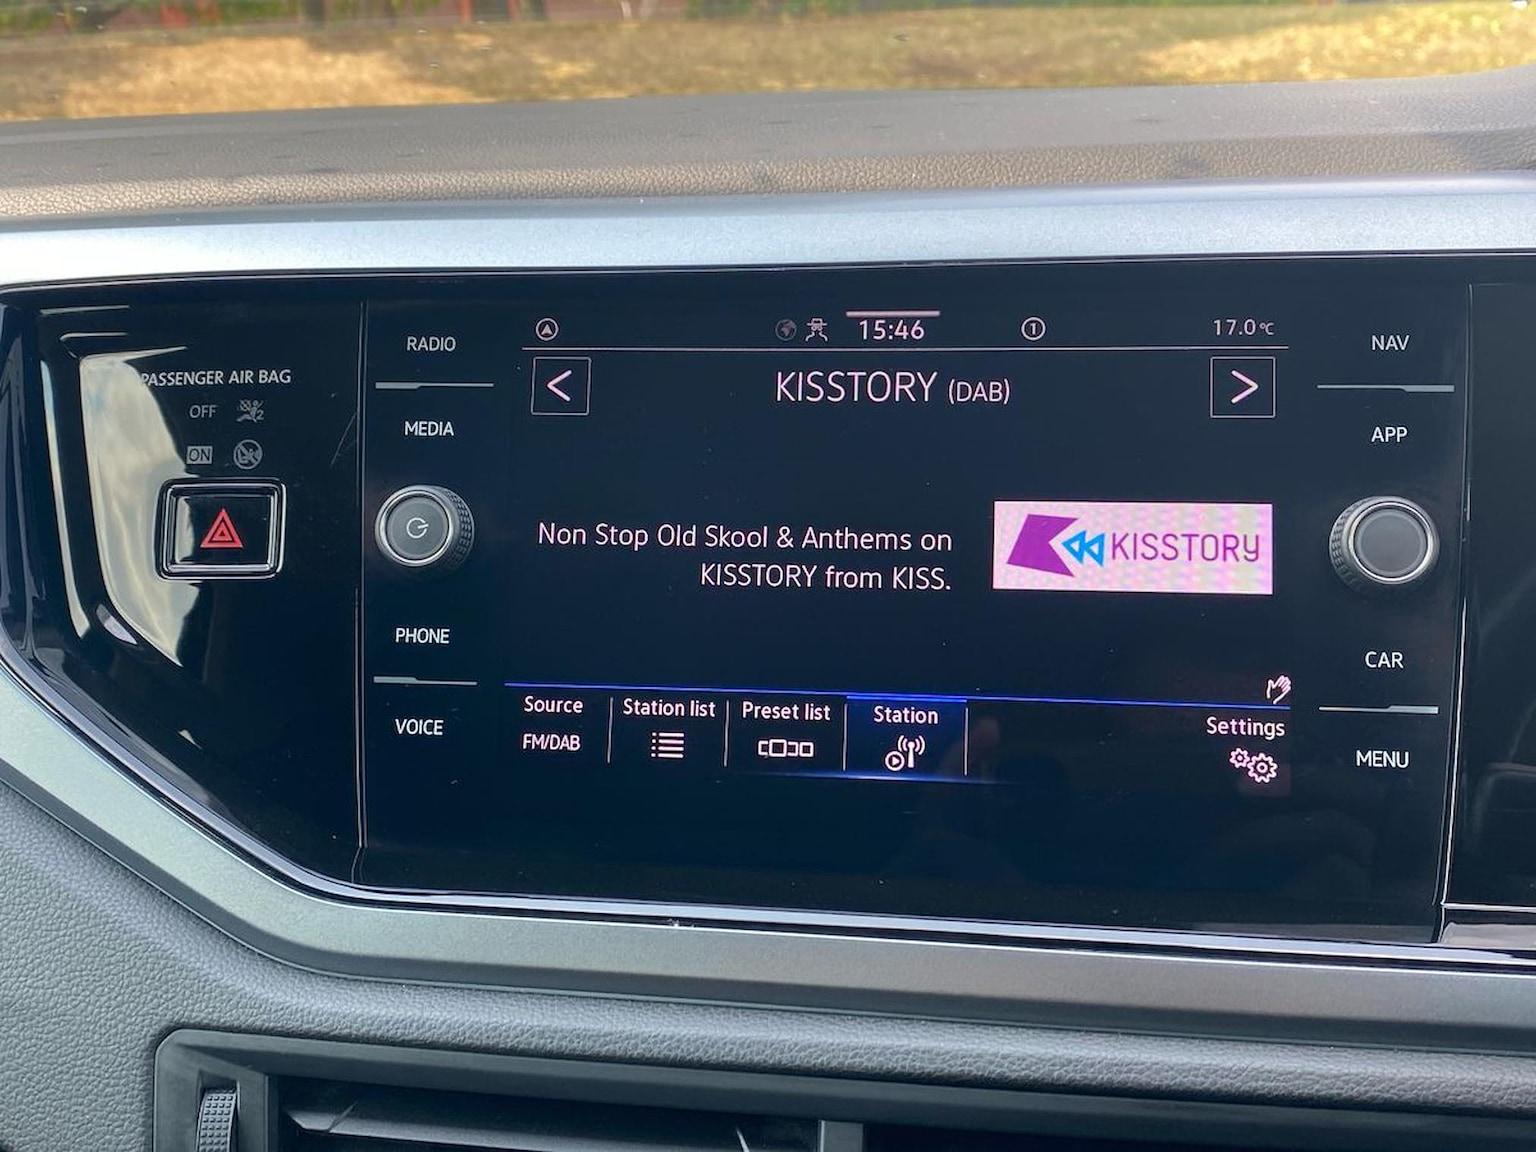 PASSENGER AIR BAG
OFF
2
ON
RADIO
MEDIA
PHONE
VOICE
15:46
1
17.0°C
<
KISSTORY (DAB)
>
Non Stop Old Skool & Anthems on
KISSTORY from KISS.
KISSTORY
Source
FM/DAB
Station list
Preset list
Station
Settings
NAV
APP
CAR
MENU